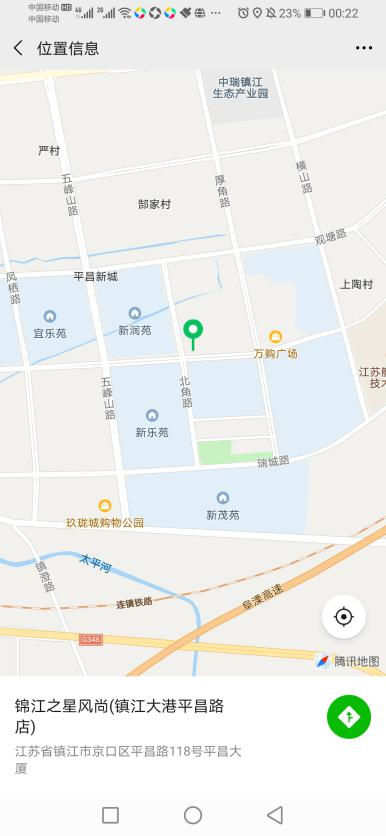 中国移动 HD 4G 2G 23% 00:22
中国移动
位置信息
中瑞镇江
生态产业园
严村
横山路
五峰山路
厚角路
郜家村
观塘路
凤栖路
平昌新城
上陶村
宜乐苑
新润苑
万购广场
江苏航
技术
五峰山路
北角路
新乐苑
瑞城路
新茂苑
玖珑城购物公园
太平河
镇澄路
连镇铁路
阜溧高速
G346
腾讯地图
锦江之星风尚(镇江大港平昌路
店)
江苏省镇江市京口区平昌路118号平昌大
厦